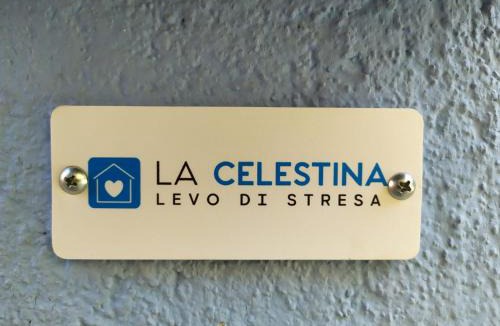 LA CELESTINA
LEVO DI STRESA